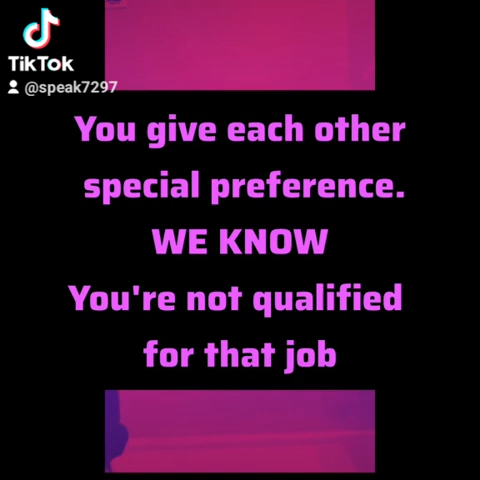 TikTok
@speak7297
You give each other
special preference.
WE KNOW
You're not qualified
for that job